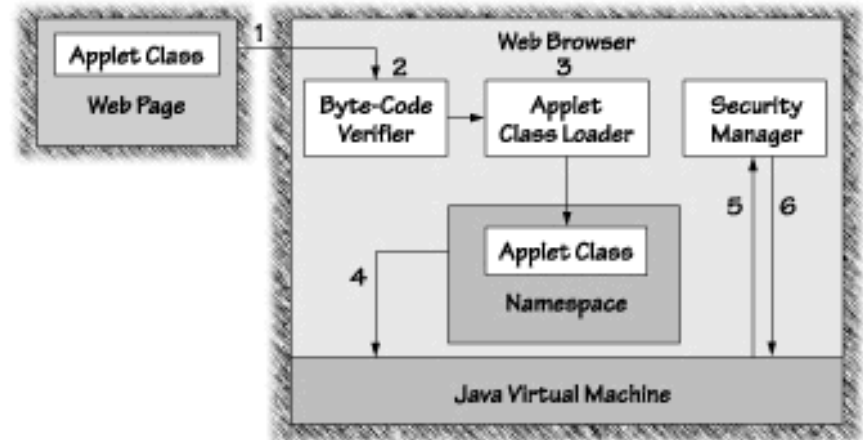 Applet Class
Web Page
1
Web Browser
2
3
Byte-Code
Verifier
Applet
Class Loader
Security
Manager
5
6
4
Applet Class
Namespace
Java Virtual Machine